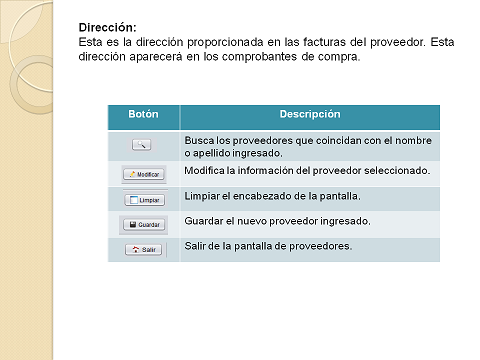 Dirección:
Esta es la dirección proporcionada en las facturas del proveedor. Esta
dirección aparecerá en los comprobantes de compra.
Botón Descripción
Busca los proveedores que coincidan con el nombre
o apellido ingresado.
Modificar Modifica la información del proveedor seleccionado.
Limpiar Limpiar el encabezado de la pantalla.
Guardar Guardar el nuevo proveedor ingresado.
Salir Salir de la pantalla de proveedores.